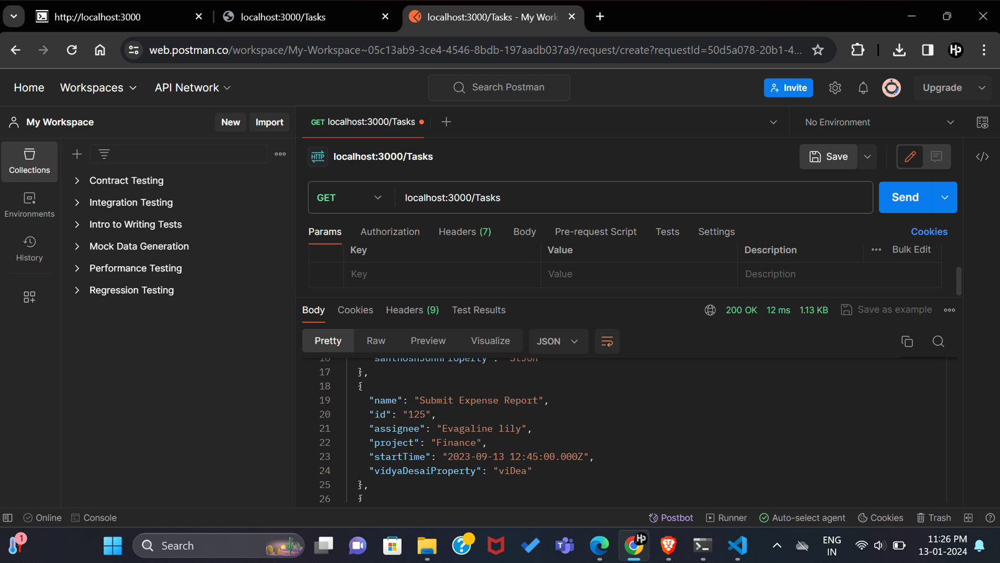 http://localhost:3000
localhost:3000/Tasks
localhost:3000/Tasks - My Work
web.postman.co/workspace/My-Workspace~05c13ab9-3ce4-4546-8bdb-197aadb037a9/request/create?requestId=50d5a078-20b1-4...
Hp
Home Workspaces API Network
Search Postman
Invite
Upgrade
My Workspace New Import
GET localhost:3000/Tasks
No Environment
Collections
Environments
History
Contract Testing
Integration Testing
Intro to Writing Tests
Mock Data Generation
Performance Testing
Regression Testing
HTTP localhost:3000/Tasks
Save
GET localhost:3000/Tasks
Send
Params Authorization Headers (7) Body Pre-request Script Tests Settings Cookies
Key Value Description Bulk Edit
Key Value Description
Body Cookies Headers (9) Test Results
200 OK 12 ms 1.13 KB Save as example
Pretty Raw Preview Visualize JSON
16 "santhoshJohnProperty": "StJon"
17 },
18 {
19 "name": "Submit Expense Report",
20 "id": "125",
21 "assignee": "Evagaline lily",
22 "project": "Finance",
23 "startTime": "2023-09-13 12:45:00.000Z",
24 "vidyaDesaiProperty": "viDea"
25 },
26 {
Online Console
Postbot Runner Auto-select agent Cookies Trash
1
Search
Hp
ENG
IN
11:26 PM
13-01-2024